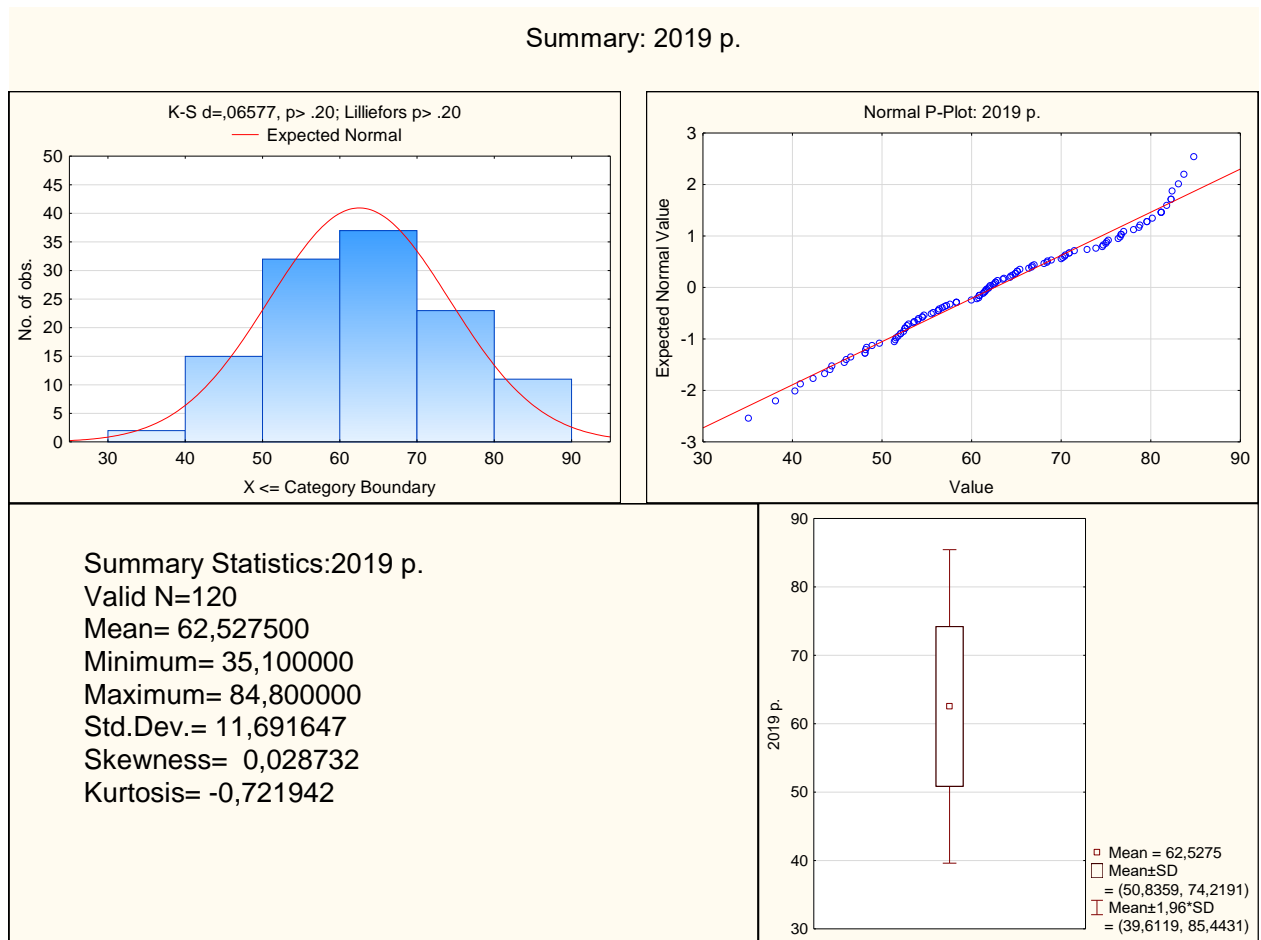 Summary: 2019 р.
K-S d=,06577, p> .20; Lilliefors p> .20
Expected Normal
50
45
40
35
30
25
20
15
10
5
0
No. of obs.
30 40 50 60 70 80 90
X <= Category Boundary
Normal P-Plot: 2019 р.
3
2
1
0
-1
-2
-3
Expected Normal Value
30 40 50 60 70 80 90
Value
Summary Statistics:2019 р.
Valid N=120
Mean= 62,527500
Minimum= 35,100000
Maximum= 84,800000
Std.Dev.= 11,691647
Skewness= 0,028732
Kurtosis= -0,721942
90
80
70
60
50
40
30
2019 р.
Mean = 62,5275
Mean±SD
= (50,8359, 74,2191)
Mean±1,96*SD
= (39,6119, 85,4431)